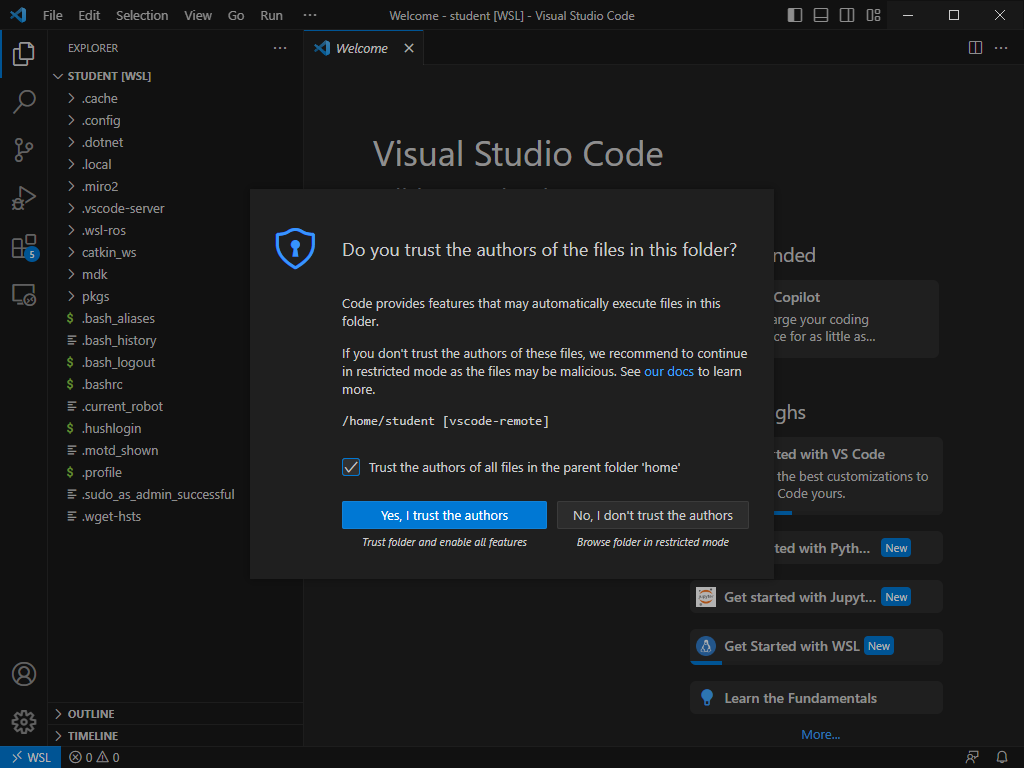 File Edit Selection View Go Run ··· Welcome - student [WSL] - Visual Studio Code
EXPLORER ···
Welcome
STUDENT [WSL]
.cache
.config
.dotnet
.local
.miro2
.vscode-server
.wsl-ros
catkin_ws
mdk
pkgs
$ .bash_aliases
.bash_history
$ .bash_logout
$ .bashrc
.current_robot
$ .hushlogin
.motd_shown
$ .profile
.sudo_as_admin_successful
.wget-hsts
5
OUTLINE
TIMELINE
WSL 0 0
Visual Studio Code
Do you trust the authors of the files in this folder?
Code provides features that may automatically execute files in this
folder.
If you don't trust the authors of these files, we recommend to continue
in restricted mode as the files may be malicious. See our docs to learn
more.
/home/student [vscode-remote]
Trust the authors of all files in the parent folder 'home'
Yes, I trust the authors
No, I don't trust the authors
Trust folder and enable all features
Browse folder in restricted mode
nded
Copilot
arge your coding
ce for as little as...
ghs
rted with VS Code
the best customizations to
Code yours.
ted with Pyth... New
Get started with Jupyt... New
Get Started with WSL New
Learn the Fundamentals
More...